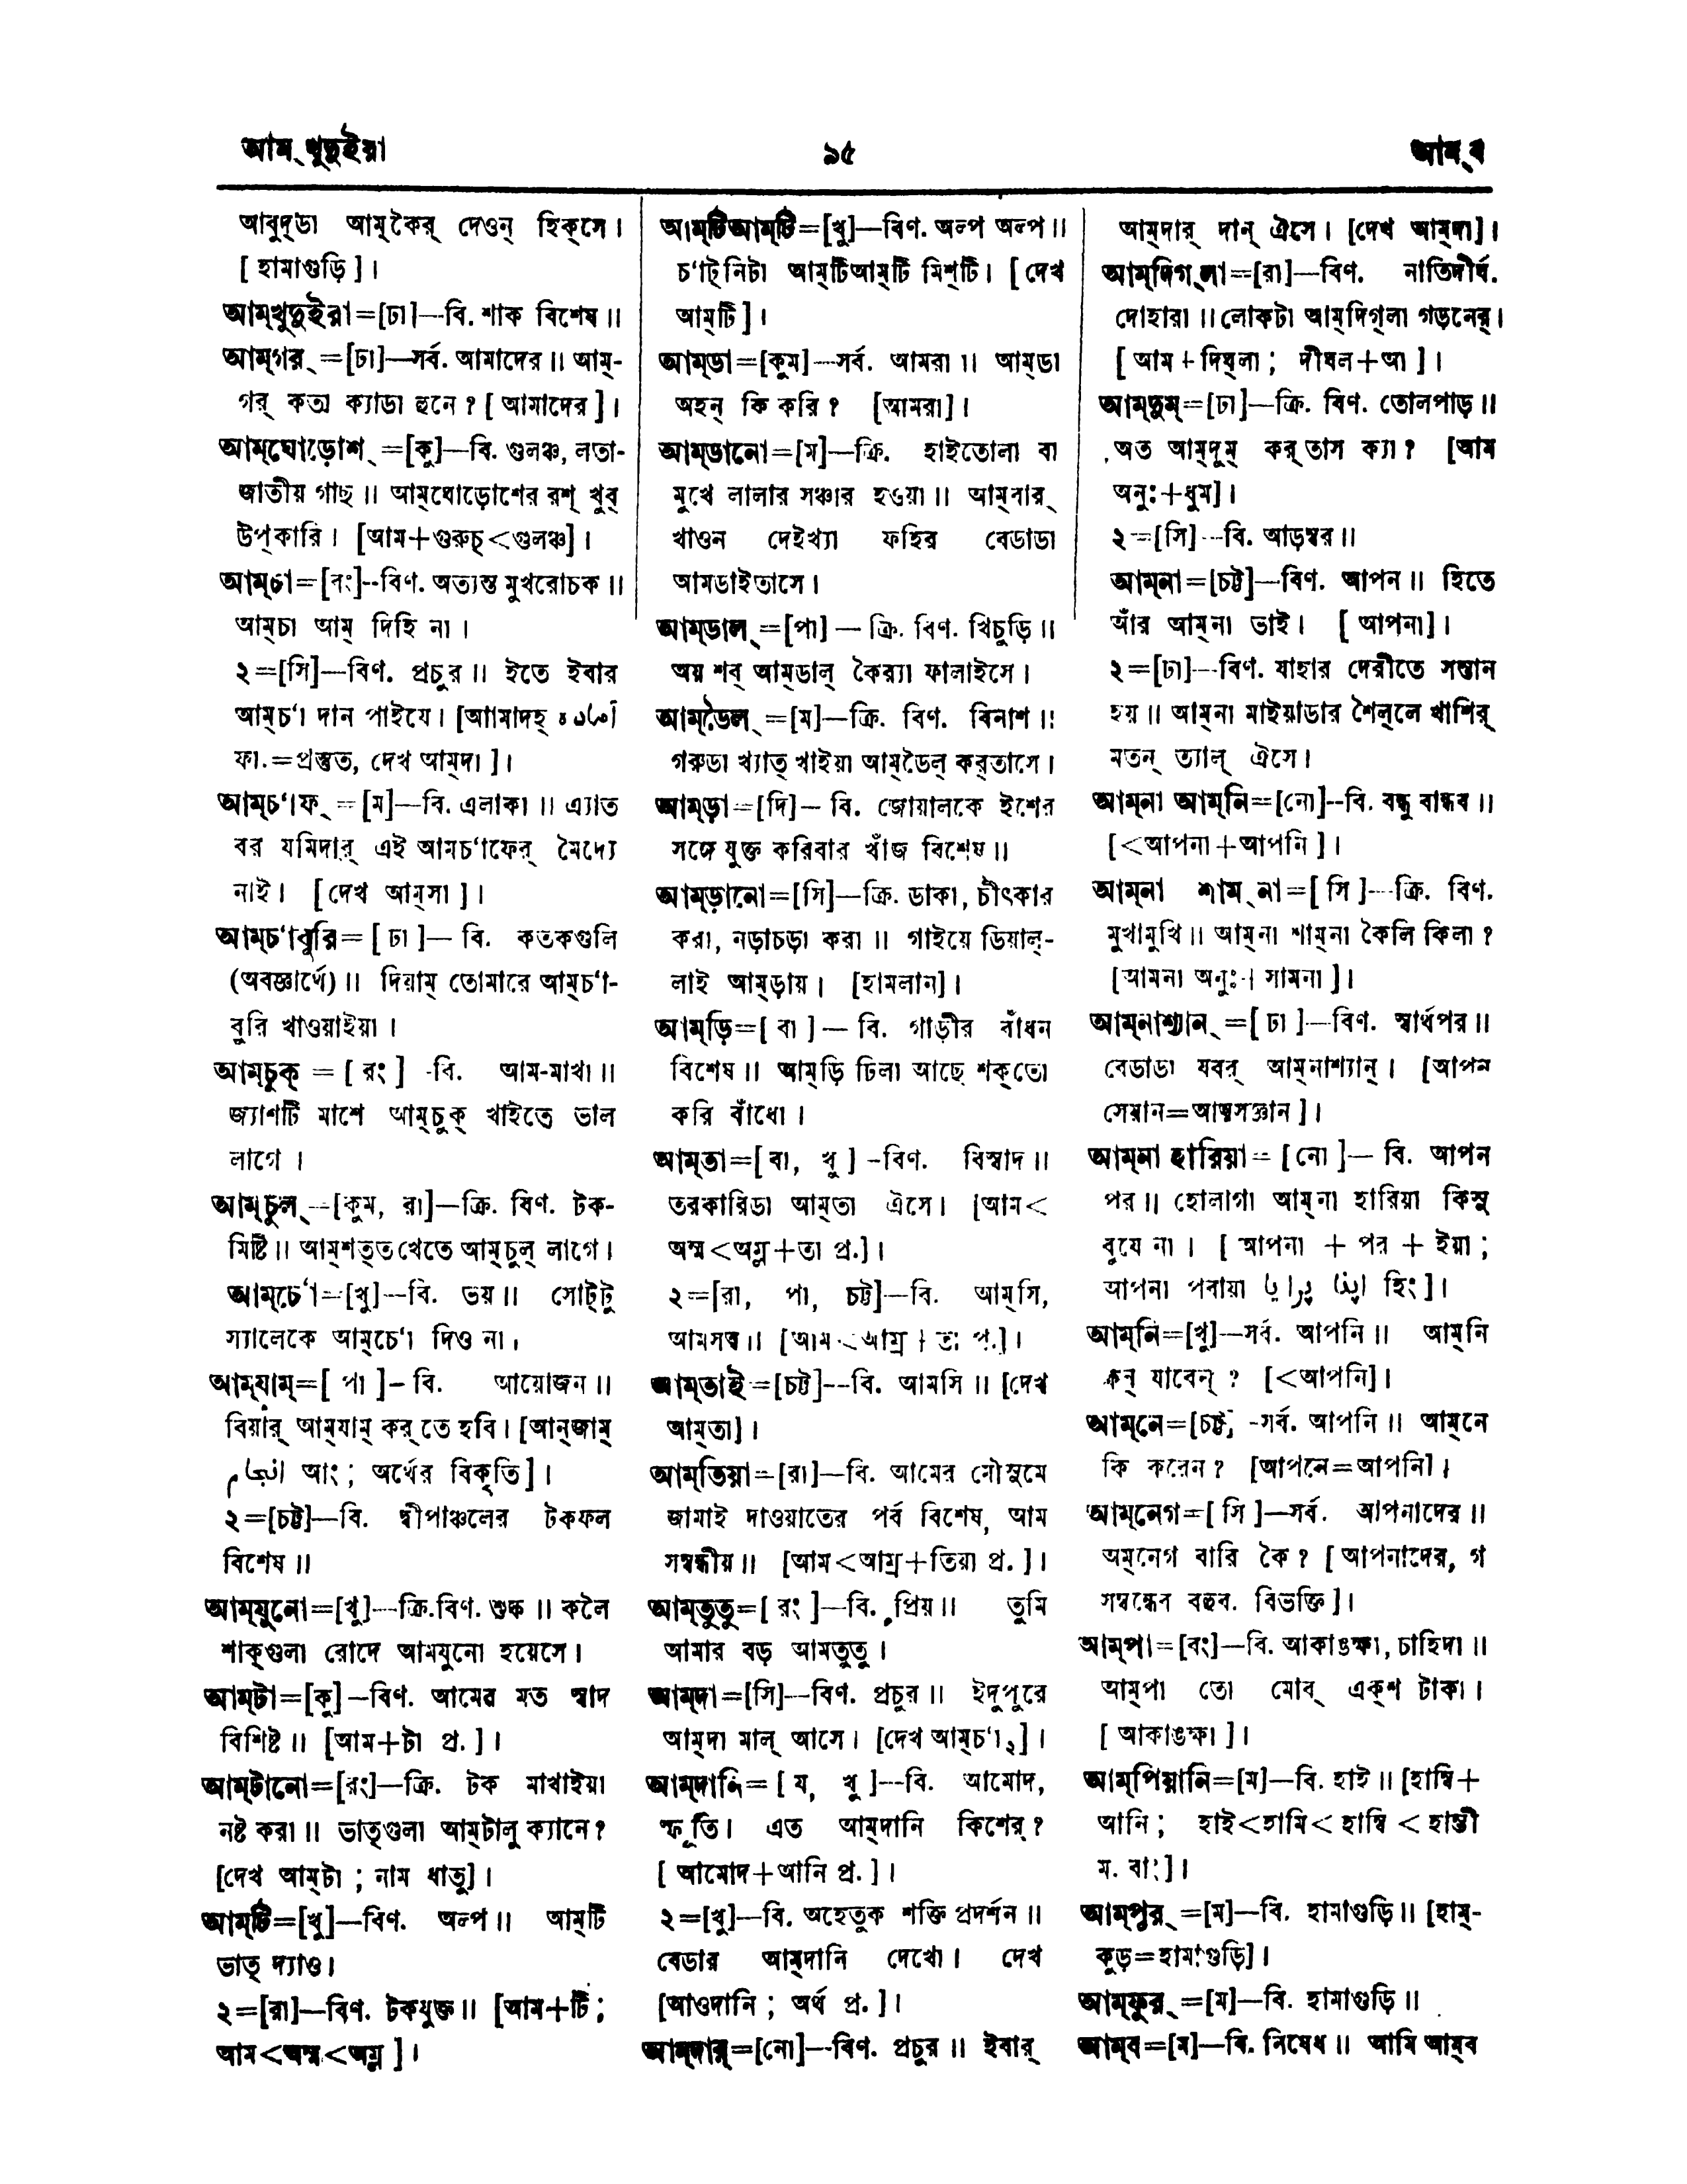 আম্‌খুদুইয়া
৯৫
আম্‌ব
আবুদ্‌ডা আম্‌কৈর্ দেওন্ হিক্‌সে।
[ হামাগুড়ি ]।
আম্‌খুদুইরা=[ঢা]—বি. শাক বিশেষ॥
আম্‌গর্=[ঢা]—সর্ব. আমাদের॥ আম্‌-
গর্ কতা ক্যাডা হুনে? [ আমাদের ]।
আম্‌ঘোড়োশ্=[কু]—বি. গুলঞ্চ, লতা-
জাতীয় গাছ॥ আম্‌ঘোড়োশের রশ্ খুব্
উপ্‌কারি। [আম+গুরুচ্<গুলঞ্চ]।
আম্‌চা=[রং]--বিণ. অত্যন্ত মুখরোচক॥
আম্‌চা আম্ দিহি না।
২=[সি]—বিণ. প্রচুর॥ ইতে ইবার
আম্‌চ'া দান পাইযে। [আামাদহ্ آماده
ফা.=প্রস্তুত, দেখ আম্‌দা ]।
আম্‌চ'াফ্=[ম]—বি. এলাকা॥ এ্যাত
বর যমিদার্ এই আমচ'াফের্ মৈদ্যে
নাই। [ দেখ আম্‌সা ]।
আম্‌চ'াবুরি=[ ঢা ]— বি. কতকগুলি
(অবজ্ঞার্থে)॥ দিয়াম্ তোমারে আম্‌চ'া-
বুরি খাওয়াইয়া।
আম্‌চুক্ = [ রং ] -বি. আম-মাখা॥
জ্যাশটি মাশে আম্‌চুক্ খাইতে ভাল
লাগে।
আম্‌চুল্--[কুম, রা]—ক্রি. বিণ. টক-
মিষ্টি॥ আম্‌শত্‌ত খেতে আম্‌চুল্ লাগে।
আম্‌চে'া=[খু]--বি. ভয়॥ সোট্‌টু
স্যালেকে আম্‌চে'া দিও না।
আম্‌যাম্=[ পা ]- বি. আয়োজন॥
বিয়ার্ আম্‌যাম্ কর্‌তে হবি। [আন্‌জাম্
انجام আং; অর্থের বিকৃতি ]।
২=[চট্ট]—বি. দ্বীপাঞ্চলের টকফল
বিশেষ॥
আম্‌যুনো=[খু]--ক্রি.বিণ. শুষ্ক॥ কলৈ
শাক্‌গুলা রোদে আমযুনো হয়েসে।
আম্‌টা=[কু]-বিণ. আমের মত স্বাদ
বিশিষ্ট॥ [আম+টা প্র. ]।
আম্‌টানো=[রং]—ক্রি. টক মাখাইয়া
নষ্ট করা॥ ভাত্‌গুলা আম্‌টালু ক্যানে?
[দেখ আম্‌টা ; নাম ধাতু]।
আম্‌টি=[খু]—বিণ. অল্প॥ আম্‌টি
ভাত্ দ্যাও।
২=[রা]—বিণ. টকযুক্ত॥ [আম+টি ;
আম<অম্ব<অম্ল ]।
আম্‌টিআম্‌টি=[খু]—বিণ. অল্প অল্প॥
চ'াট্‌নিটা আম্‌টিআম্‌টি মিশ্‌টি। [ দেখ
আম্‌টি ]।
আম্‌ডা=[কুম]—সর্ব. আমরা॥ আম্‌ডা
অহন্ কি করি? [আমরা]।
আম্‌ডানো=[ম]—ক্রি. হাইতোলা বা
মুখে লালার সঞ্চার হওয়া॥ আম্‌বার্
খাওন দেইখ্যা ফহির বেডাডা
আমডাইতাসে।
আম্‌ডাল্=[পা] — ক্রি. বিণ. খিচুড়ি॥
অয় শব্ আম্‌ডাল্ কৈর‍্যা ফালাইসে।
আম্‌ডৈল্=[ম]—ক্রি. বিণ. বিনাশ॥
গরুডা খ্যাত্ খাইয়া আম্‌ডৈল্ কর্‌তাসে।
আম্‌ড়া=[দি]— বি. জোয়ালকে ইশের
সঙ্গে যুক্ত করিবার খাঁজ বিশেষ॥
আম্‌ড়ানো=[সি]—ক্রি. ডাকা, চীৎকার
করা, নড়াচড়া করা॥ গাইয়ে ডিয়াল্‌-
লাই আম্‌ড়ায়। [হামলান]।
আম্‌ড়ি=[ বা ] — বি. গাড়ীর বাঁধন
বিশেষ॥ আম্‌ড়ি ঢিলা আছে শক্‌তো
করি বাঁধো।
আম্‌তা=[ বা, খু ] -বিণ. বিস্বাদ॥
তরকারিডা আম্‌তা ঐসে। [আম<
অম্ম<অম্ল+তা প্র.]।
২=[রা, পা, চট্ট]—বি. আম্‌সি,
আমসত্ত্ব॥ [আম<আম্র+তা প্র.]।
আম্‌তাই=[চট্ট]--বি. আমসি॥ [দেখ
আম্‌তা]।
আম্‌তিয়া=[রা]—বি. আমের মৌসুমে
জামাই দাওয়াতের পর্ব বিশেষ, আম
সম্বন্ধীয়॥ [আম<আম্র+তিয়া প্র. ]।
আম্‌তুতু=[ রং ]—বি. প্রিয়॥ তুমি
আমার বড় আমতুতু।
আম্‌দা=[সি]—বিণ. প্রচুর॥ ইদুপুরে
আম্‌দা মাল্ আসে। [দেখ আম্‌চ'া২]।
আম্‌দানি=[ য, খু ]—বি. আমোদ,
স্ফূর্তি। এত আম্‌দানি কিশের্?
[ আমোদ+আনি প্র. ]।
২=[খু]—বি. অহেতুক শক্তি প্রদর্শন॥
বেডার আম্‌দানি দেখো। দেখ
[আওদানি ; অর্থ প্র. ]।
আম্‌দার্=[নো]--বিণ. প্রচুর॥ ইবার্
আম্‌দার্ দান্ ঐসে। [দেখ আম্‌দা]।
আম্‌দিগ্‌লা=[রা]—বিণ. নাতিদীর্ঘ.
দোহারা॥ লোকটা আম্‌দিগ্‌লা গড়নের্।
[ আম+দিঘ্‌লা ; দীঘল+আ ]।
আম্‌দুম্=[ঢা]—ক্রি. বিণ. তোলপাড়॥
অত আম্‌দুম্ কর্‌তাস ক্যা? [আম
অনুঃ+ধুম]।
২=[সি]--বি. আড়ম্বর॥
আম্‌না=[চট্ট]—বিণ. আপন॥ হিতে
আঁর আম্‌না ভাই। [ আপনা]।
২=[ঢা]--বিণ. যাহার দেরীতে সন্তান
হয়॥ আম্‌না মাইয়াডার শৈল্‌লে খাশির্
মতন্ ত্যাল্ ঐসে।
আম্‌না আম্‌নি=[নো]--বি. বন্ধু বান্ধব॥
[<আপনা+আপনি ]।
আম্‌না শাম্‌না=[ সি ]--ক্রি. বিণ.
মুখামুখি॥ আম্‌না শাম্‌না কৈলি কিলা?
[আমনা অনুঃ+সামনা ]।
আম্‌নাশ্যান্=[ ঢা ]—বিণ. স্বার্থপর॥
বেডাডা যবর্ আম্‌নাশ্যান্। [আপন
সেয়ান=আত্মসজ্ঞান ]।
আম্‌না হারিয়া=[নো ]— বি. আপন
পর॥ হোলাগা আম্‌না হারিয়া কিসু
বুযে না। [ আপনা + পর + ইয়া ;
আপনা পরায়া اپنا پرایا হিং ]।
আম্‌নি=[খু]—সর্ব. আপনি॥ আম্‌নি
কন্ যাবেন্? [<আপনি]।
আম্‌নে=[চট্ট] -সর্ব. আপনি॥ আম্‌নে
কি করেন? [আপনে=আপনি]।
আম্‌নেগ=[ সি ]—সর্ব. আপনাদের॥
অম্‌নেগ বারি কৈ? [ আপনাদের, গ
সম্বন্ধের বহুব. বিভক্তি ]।
আম্‌পা=[রং]—বি. আকাঙক্ষা, চাহিদা॥
আম্‌পা তো মোর্ এক্‌শ টাকা।
[ আকাঙক্ষা ]।
আম্‌পিয়ানি=[ম]—বি. হাই॥ [হাম্বি+
আনি ; হাই<হামি<হাম্বি<হাম্ভী
ম. বাং]।
আম্‌পুর্=[ম]—বি. হামাগুড়ি॥ [হাম্‌-
কুড়=হামাগুড়ি]।
আম্‌ফুর্=[ম]—বি. হামাগুড়ি॥
আম্‌ব=[ম]—বি. নিষেধ॥ আমি আম্‌ব